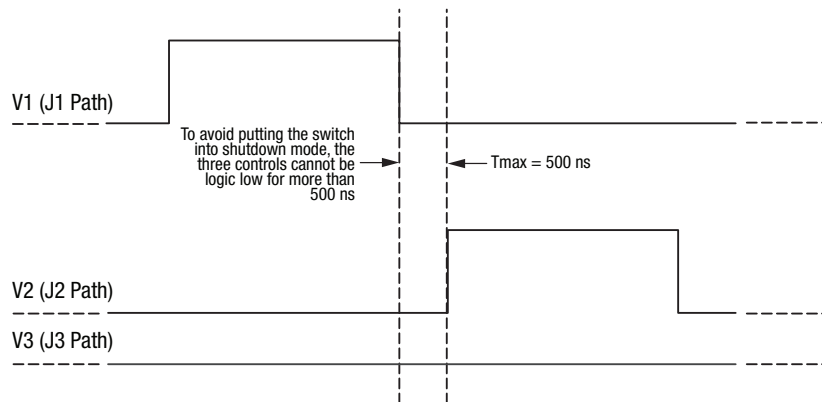 V1 (J1 Path)
To avoid putting the switch
into shutdown mode, the
three controls cannot be
logic low for more than
500 ns
Tmax = 500 ns
V2 (J2 Path)
V3 (J3 Path)